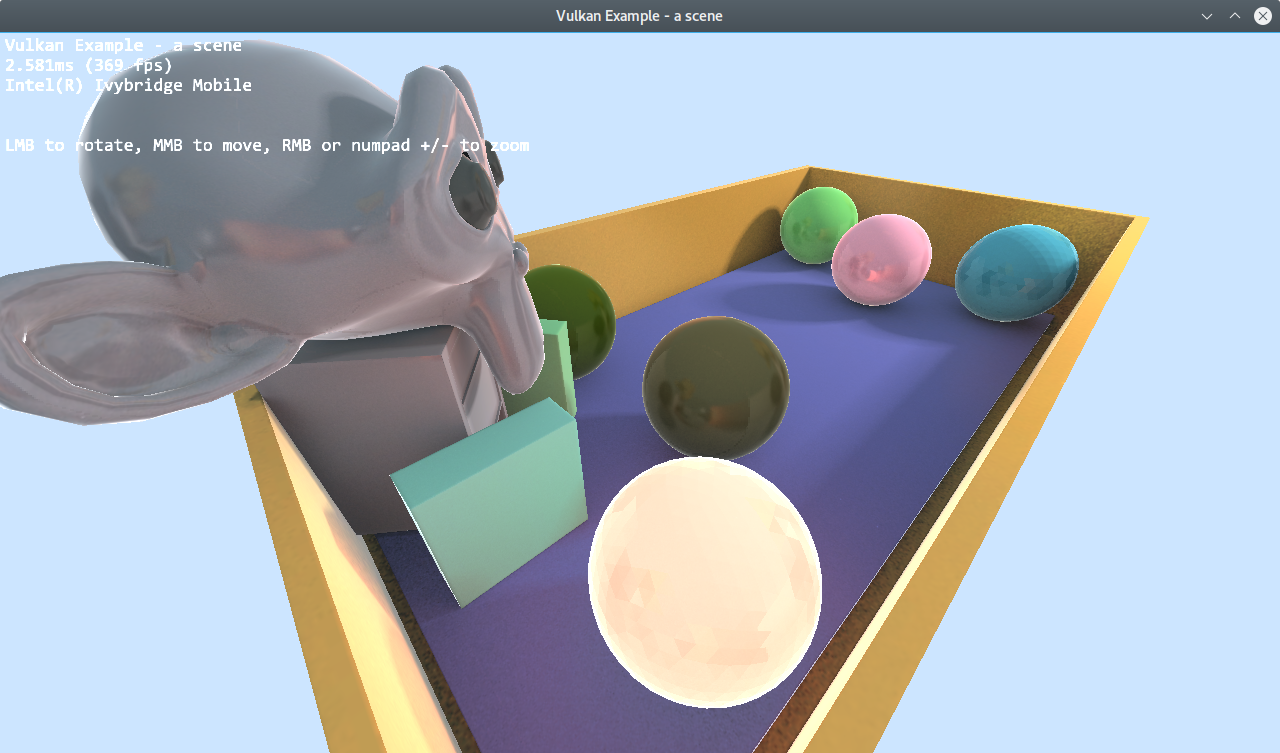 Vulkan Example - a scene
Vulkan Example - a scene
2.581ms (369 fps)
Intel(R) Ivybridge Mobile
LMB to rotate, MMB to move, RMB or numpad +/- to zoom